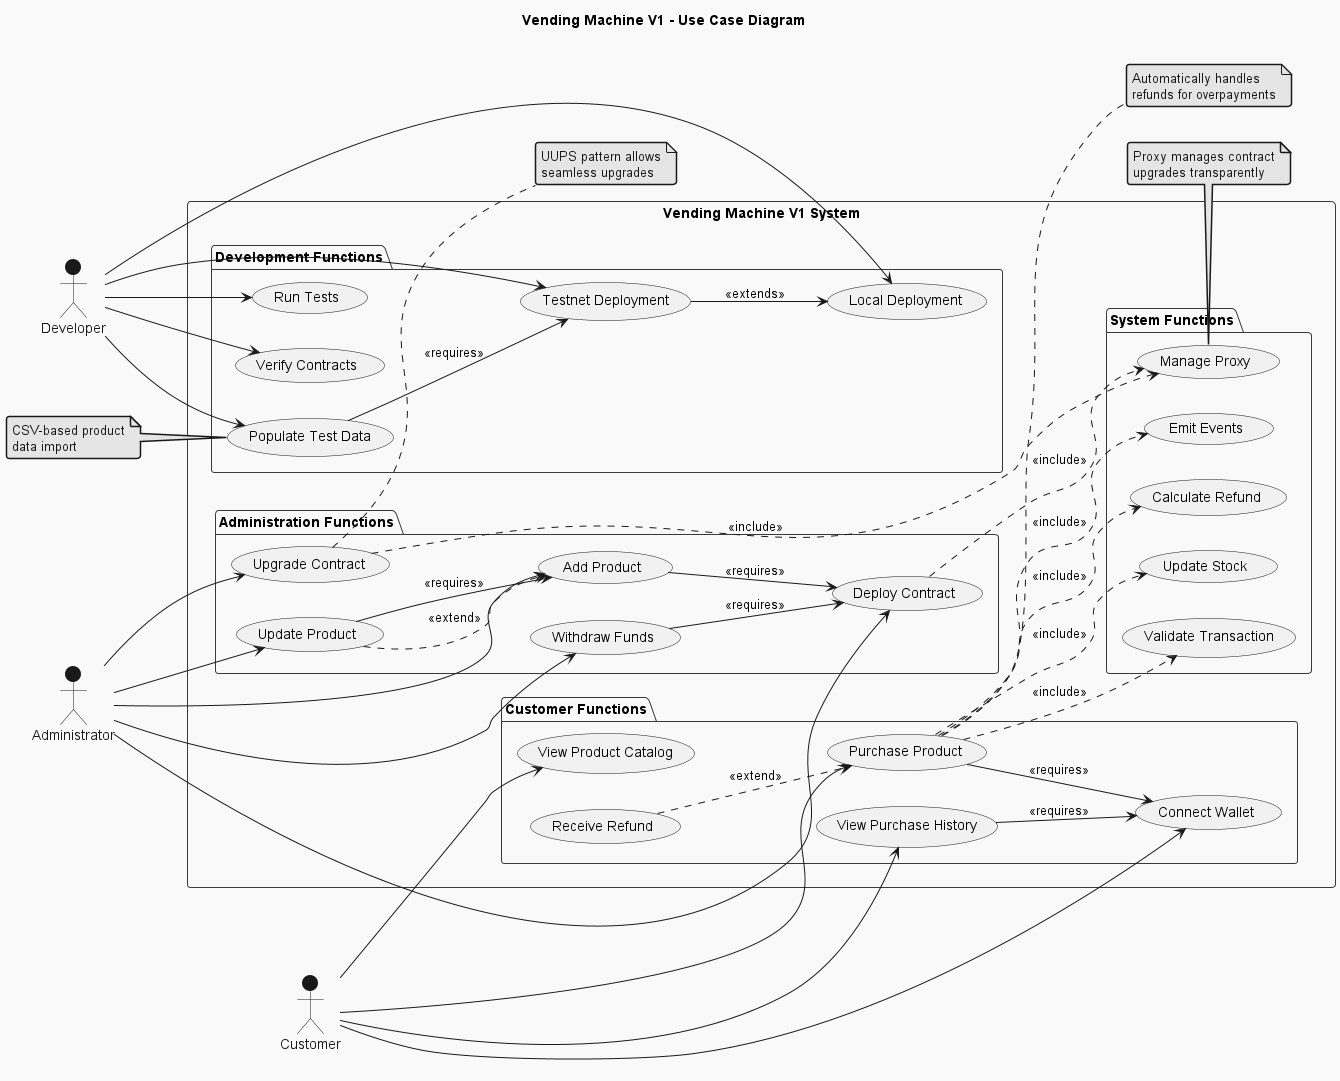 Vending Machine V1 - Use Case Diagram
Automatically handles
refunds for overpayments
UUPS pattern allows
seamless upgrades
Proxy manages contract
upgrades transparently
Vending Machine V1 System
Development Functions
Run Tests
Testnet Deployment
«extends»
Local Deployment
Developer
Verify Contracts
«requires»
Populate Test Data
CSV-based product
data import
System Functions
Manage Proxy
Emit Events
«include»
Calculate Refund
«include»
Update Stock
«include»
Validate Transaction
«include»
«include»
Administration Functions
«include»
Upgrade Contract
Add Product
«requires»
Deploy Contract
«requires»
«extend»
Update Product
Withdraw Funds
«requires»
Administrator
Customer Functions
View Product Catalog
Purchase Product
«requires»
«extend»
Receive Refund
View Purchase History
«requires»
Connect Wallet
Customer